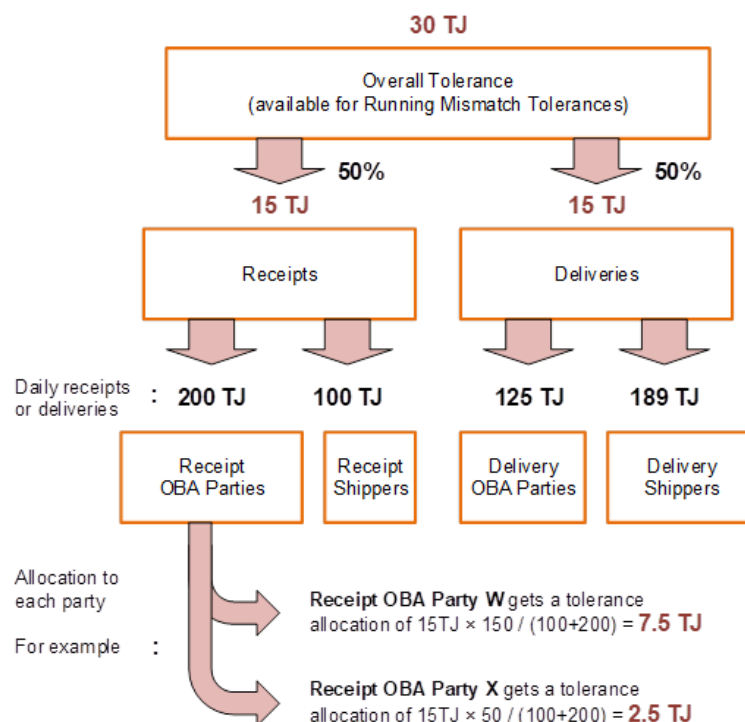 30 TJ
Overall Tolerance
(available for Running Mismatch Tolerances)
50%
50%
15 TJ
15 TJ
Receipts
Deliveries
Daily receipts
or deliveries
:
200 TJ
100 TJ
125 TJ
189 TJ
Receipt
OBA Parties
Receipt
Shippers
Delivery
OBA Parties
Delivery
Shippers
Allocation to
each party
For example
:
Receipt OBA Party W gets a tolerance
allocation of 15TJ × 150 / (100+200) = 7.5 TJ
Receipt OBA Party X gets a tolerance
allocation of 15TJ × 50 / (100+200) = 2.5 TJ